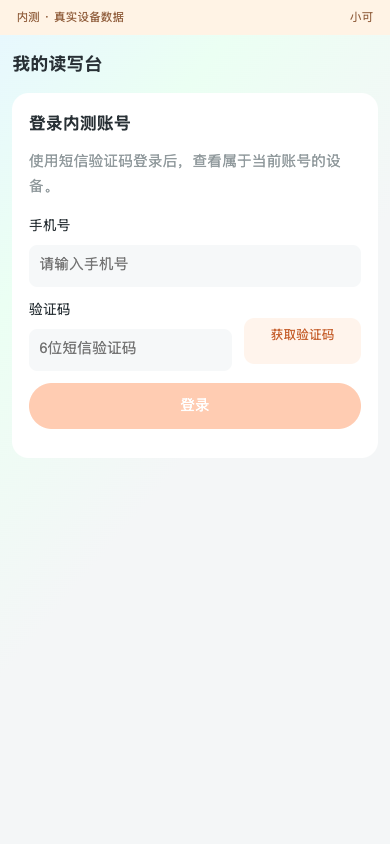 内测 · 真实设备数据
小可
我的读写台
登录内测账号
使用短信验证码登录后，查看属于当前账号的设
备。
手机号
请输入手机号
验证码
6位短信验证码
获取验证码
登录